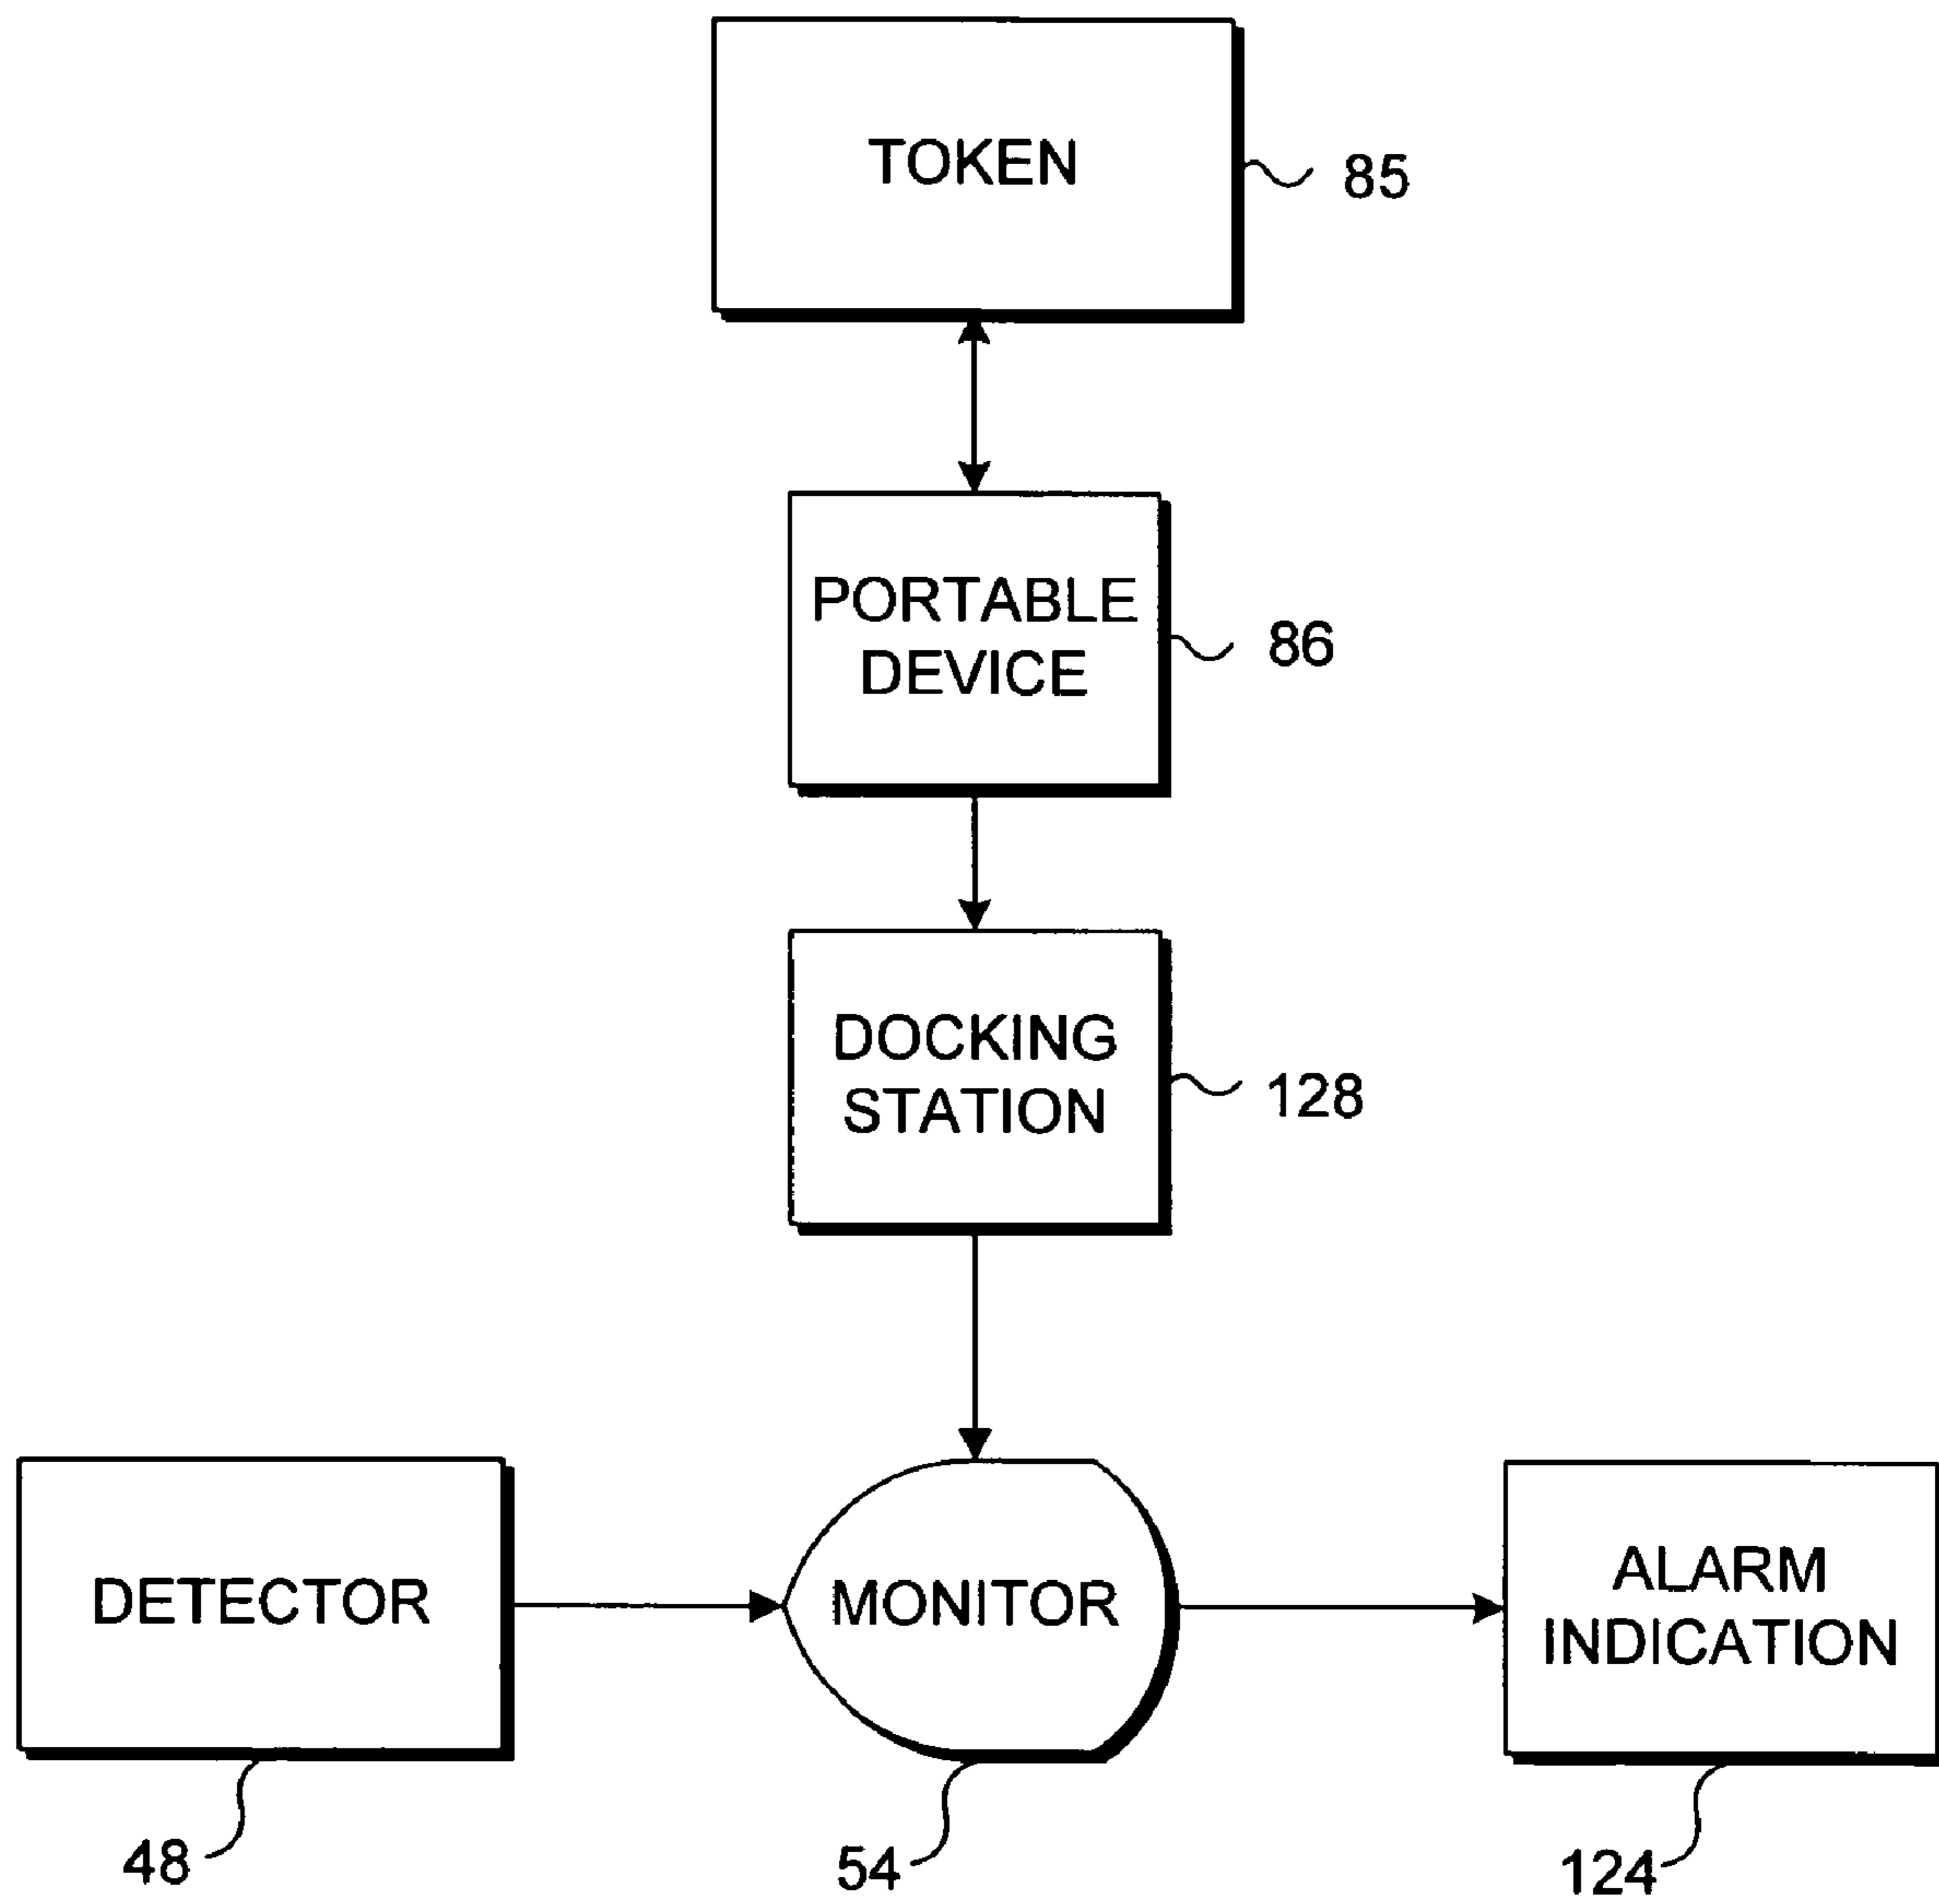 TOKEN
85
PORTABLE
DEVICE
86
DOCKING
STATION
128
DETECTOR
MONITOR
ALARM
INDICATION
48
54
124